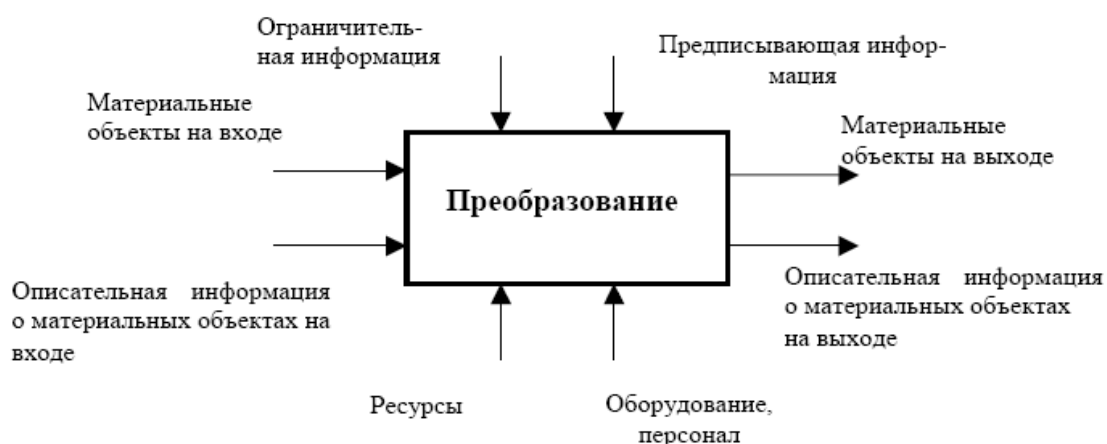 Ограничитель-
ная информация
Предписывающая инфор-
мация
Материальные
объекты на входе
Материальные
объекты на выходе
Преобразование
Описательная информация
о материальных объектах на
входе
Описательная информация
о материальных объектах
на выходе
Ресурсы
Оборудование,
персонал